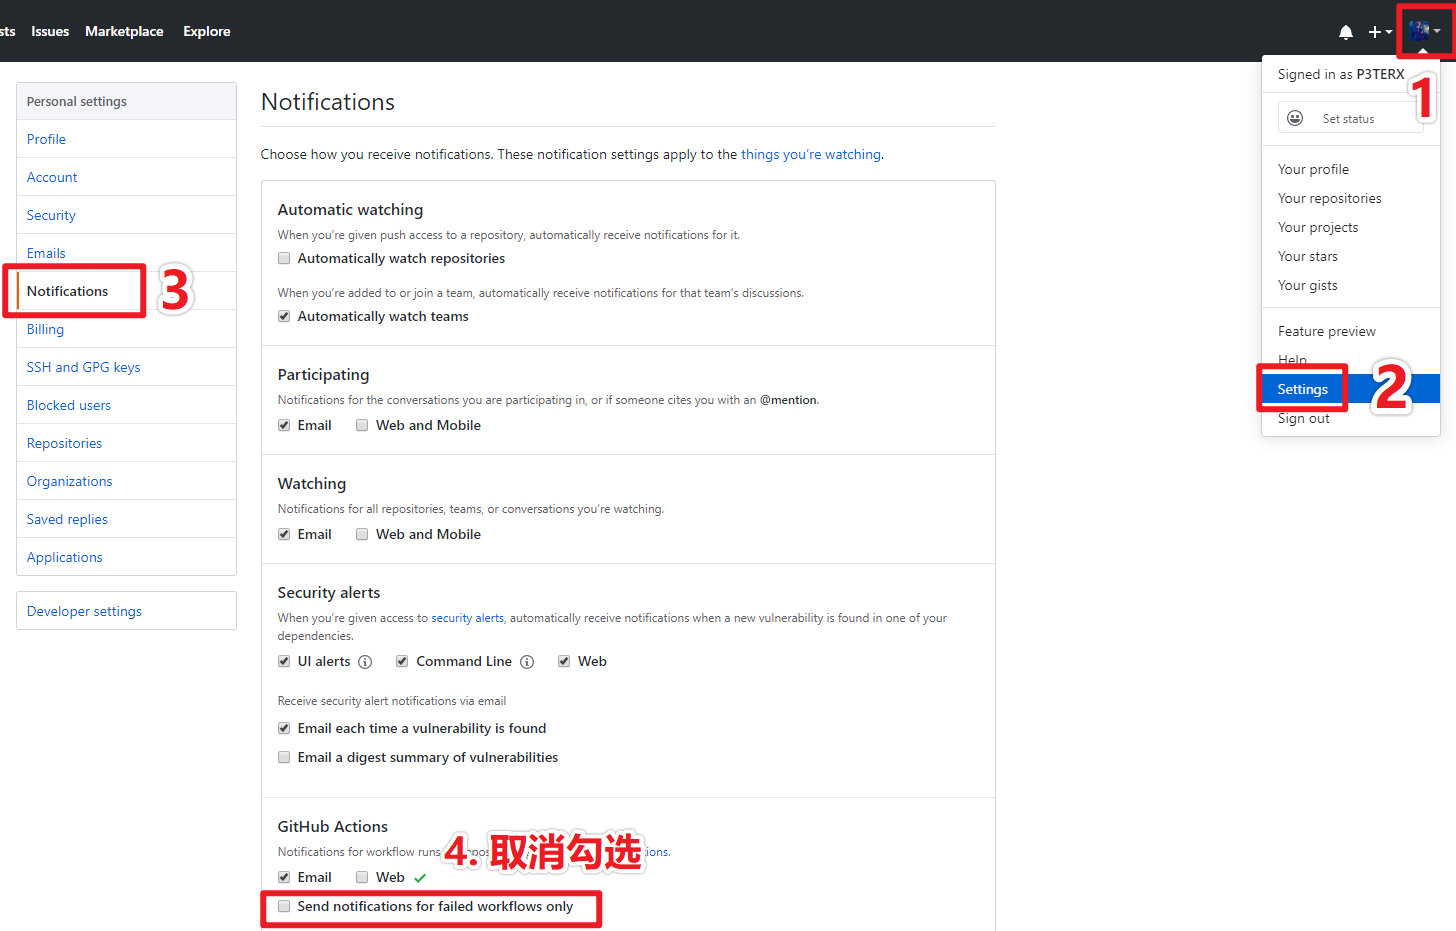 sts Issues Marketplace Explore
Signed in as P3TERX
1
Set status
Your profile
Your repositories
Your projects
Your stars
Your gists
Feature preview
Help
Settings
2
Sign out
Personal settings
Profile
Account
Security
Emails
Notifications
3
Billing
SSH and GPG keys
Blocked users
Repositories
Organizations
Saved replies
Applications
Developer settings
Notifications
Choose how you receive notifications. These notification settings apply to the things you're watching.
Automatic watching
When you're given push access to a repository, automatically receive notifications for it.
Automatically watch repositories
When you're added to or join a team, automatically receive notifications for that team's discussions.
Automatically watch teams
Participating
Notifications for the conversations you are participating in, or if someone cites you with an @mention.
Email Web and Mobile
Watching
Notifications for all repositories, teams, or conversations you're watching.
Email Web and Mobile
Security alerts
When you're given access to security alerts, automatically receive notifications when a new vulnerability is found in one of your
dependencies.
UI alerts Command Line Web
Receive security alert notifications via email
Email each time a vulnerability is found
Email a digest summary of vulnerabilities
GitHub Actions
4. 取消勾选
Notifications for workflow runs
Email Web
Send notifications for failed workflows only